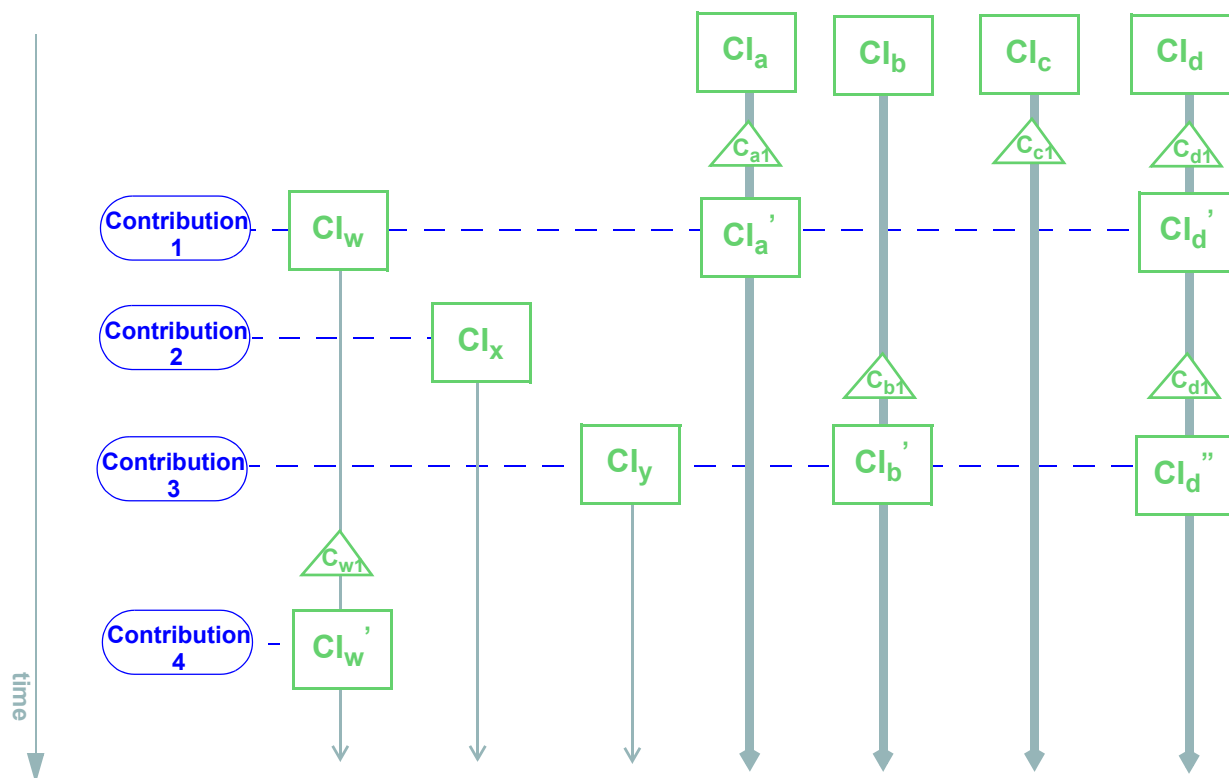 CIa
CIb
CIc
CId
Ca1
Cc1
Cd1
Contribution
1
CIw
CIa’
CId’
Contribution
2
CIx
Cb1
Cd1
Contribution
3
CIy
CIb’
CId”
Cw1
Contribution
4
CIw’
time